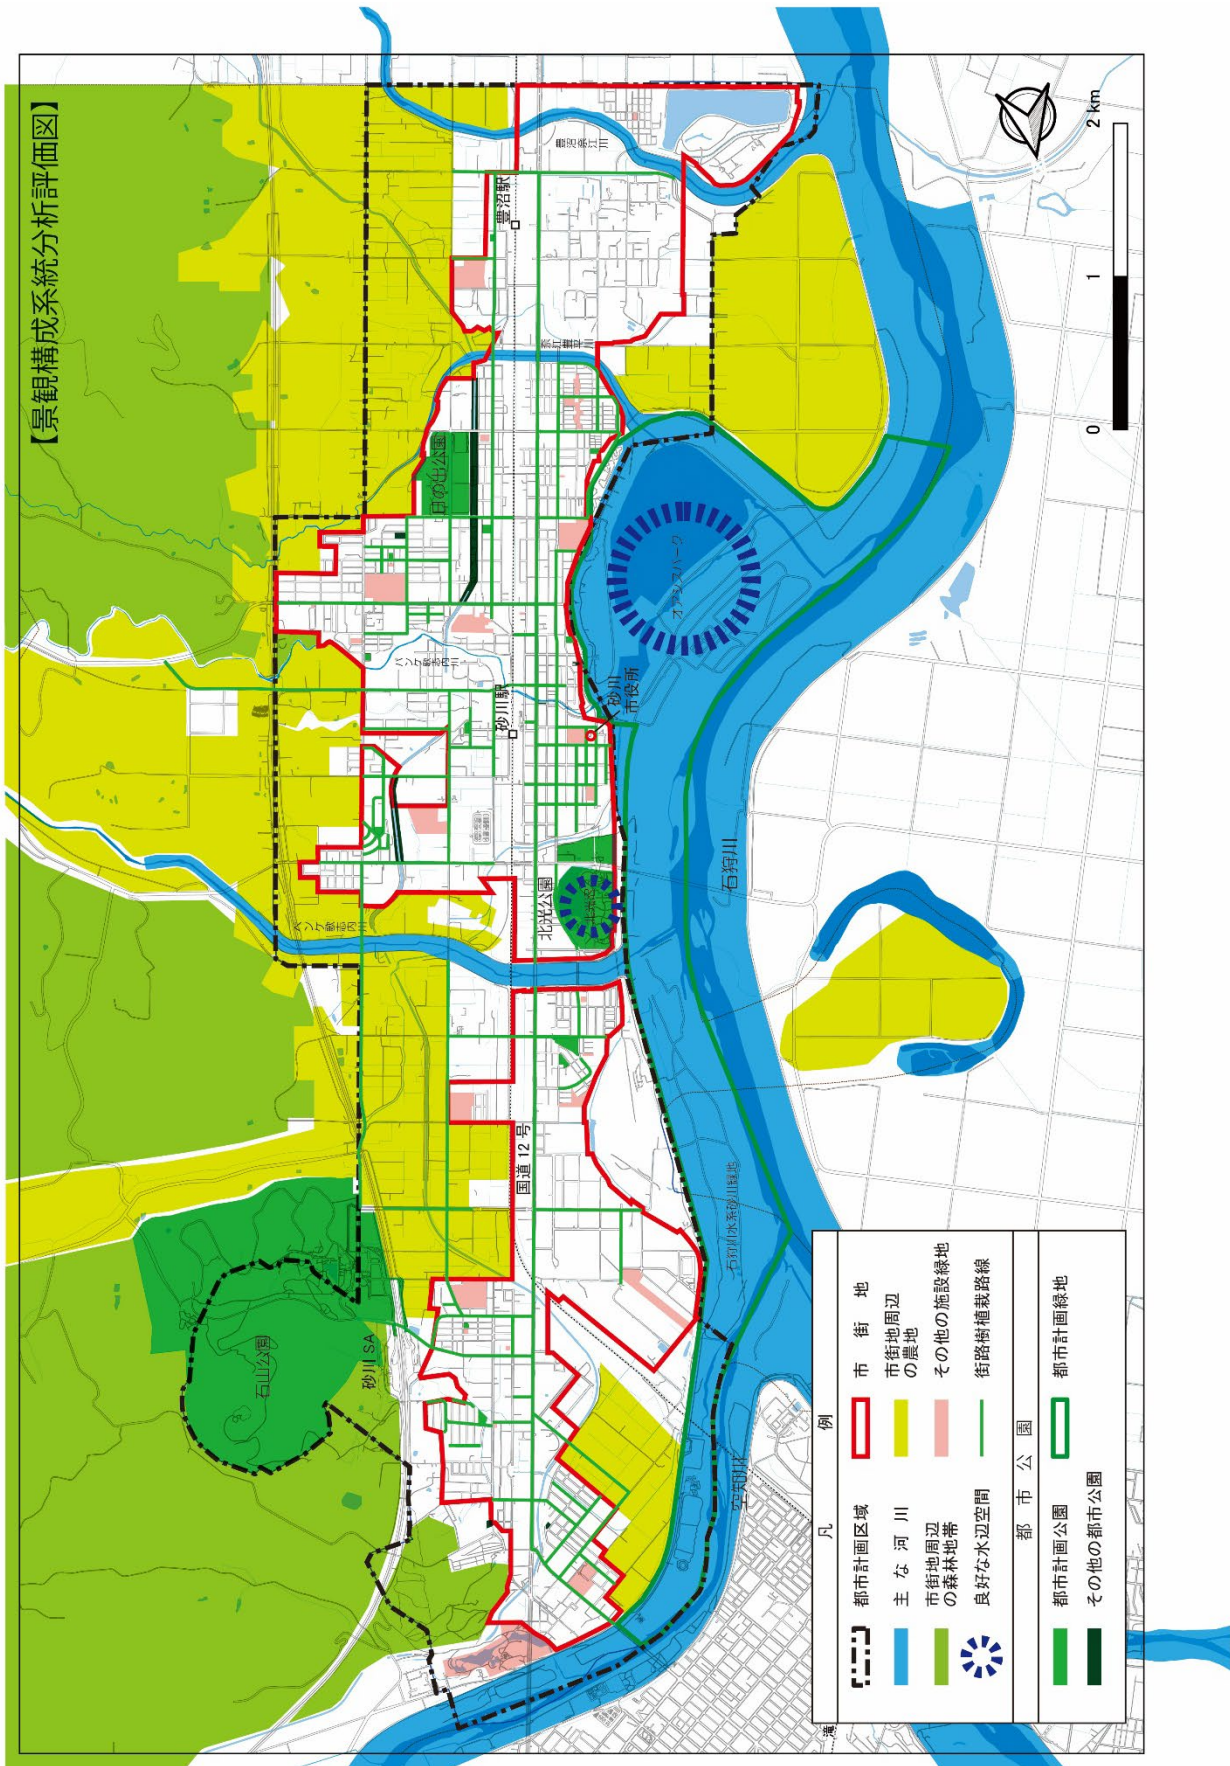 【景観構成系統分析評価図】
豊沼奈江川
豊沼駅
奈江豊平川
日の出公園
オアシスパーク
パンケ歌志内川
砂川駅
砂川
市役所
石狩川
北光公園
ペンケ歌志内川
国道12号
石狩川水系砂川緑地
石山公園
砂川SA
空知川
滝
0 1 2 km
凡例
都市計画区域
市街地
主な河川
市街地周辺
の農地
市街地周辺
の森林地帯
その他の施設緑地
良好な水辺空間
街路樹植栽路線
都市公園
都市計画公園
都市計画緑地
その他の都市公園